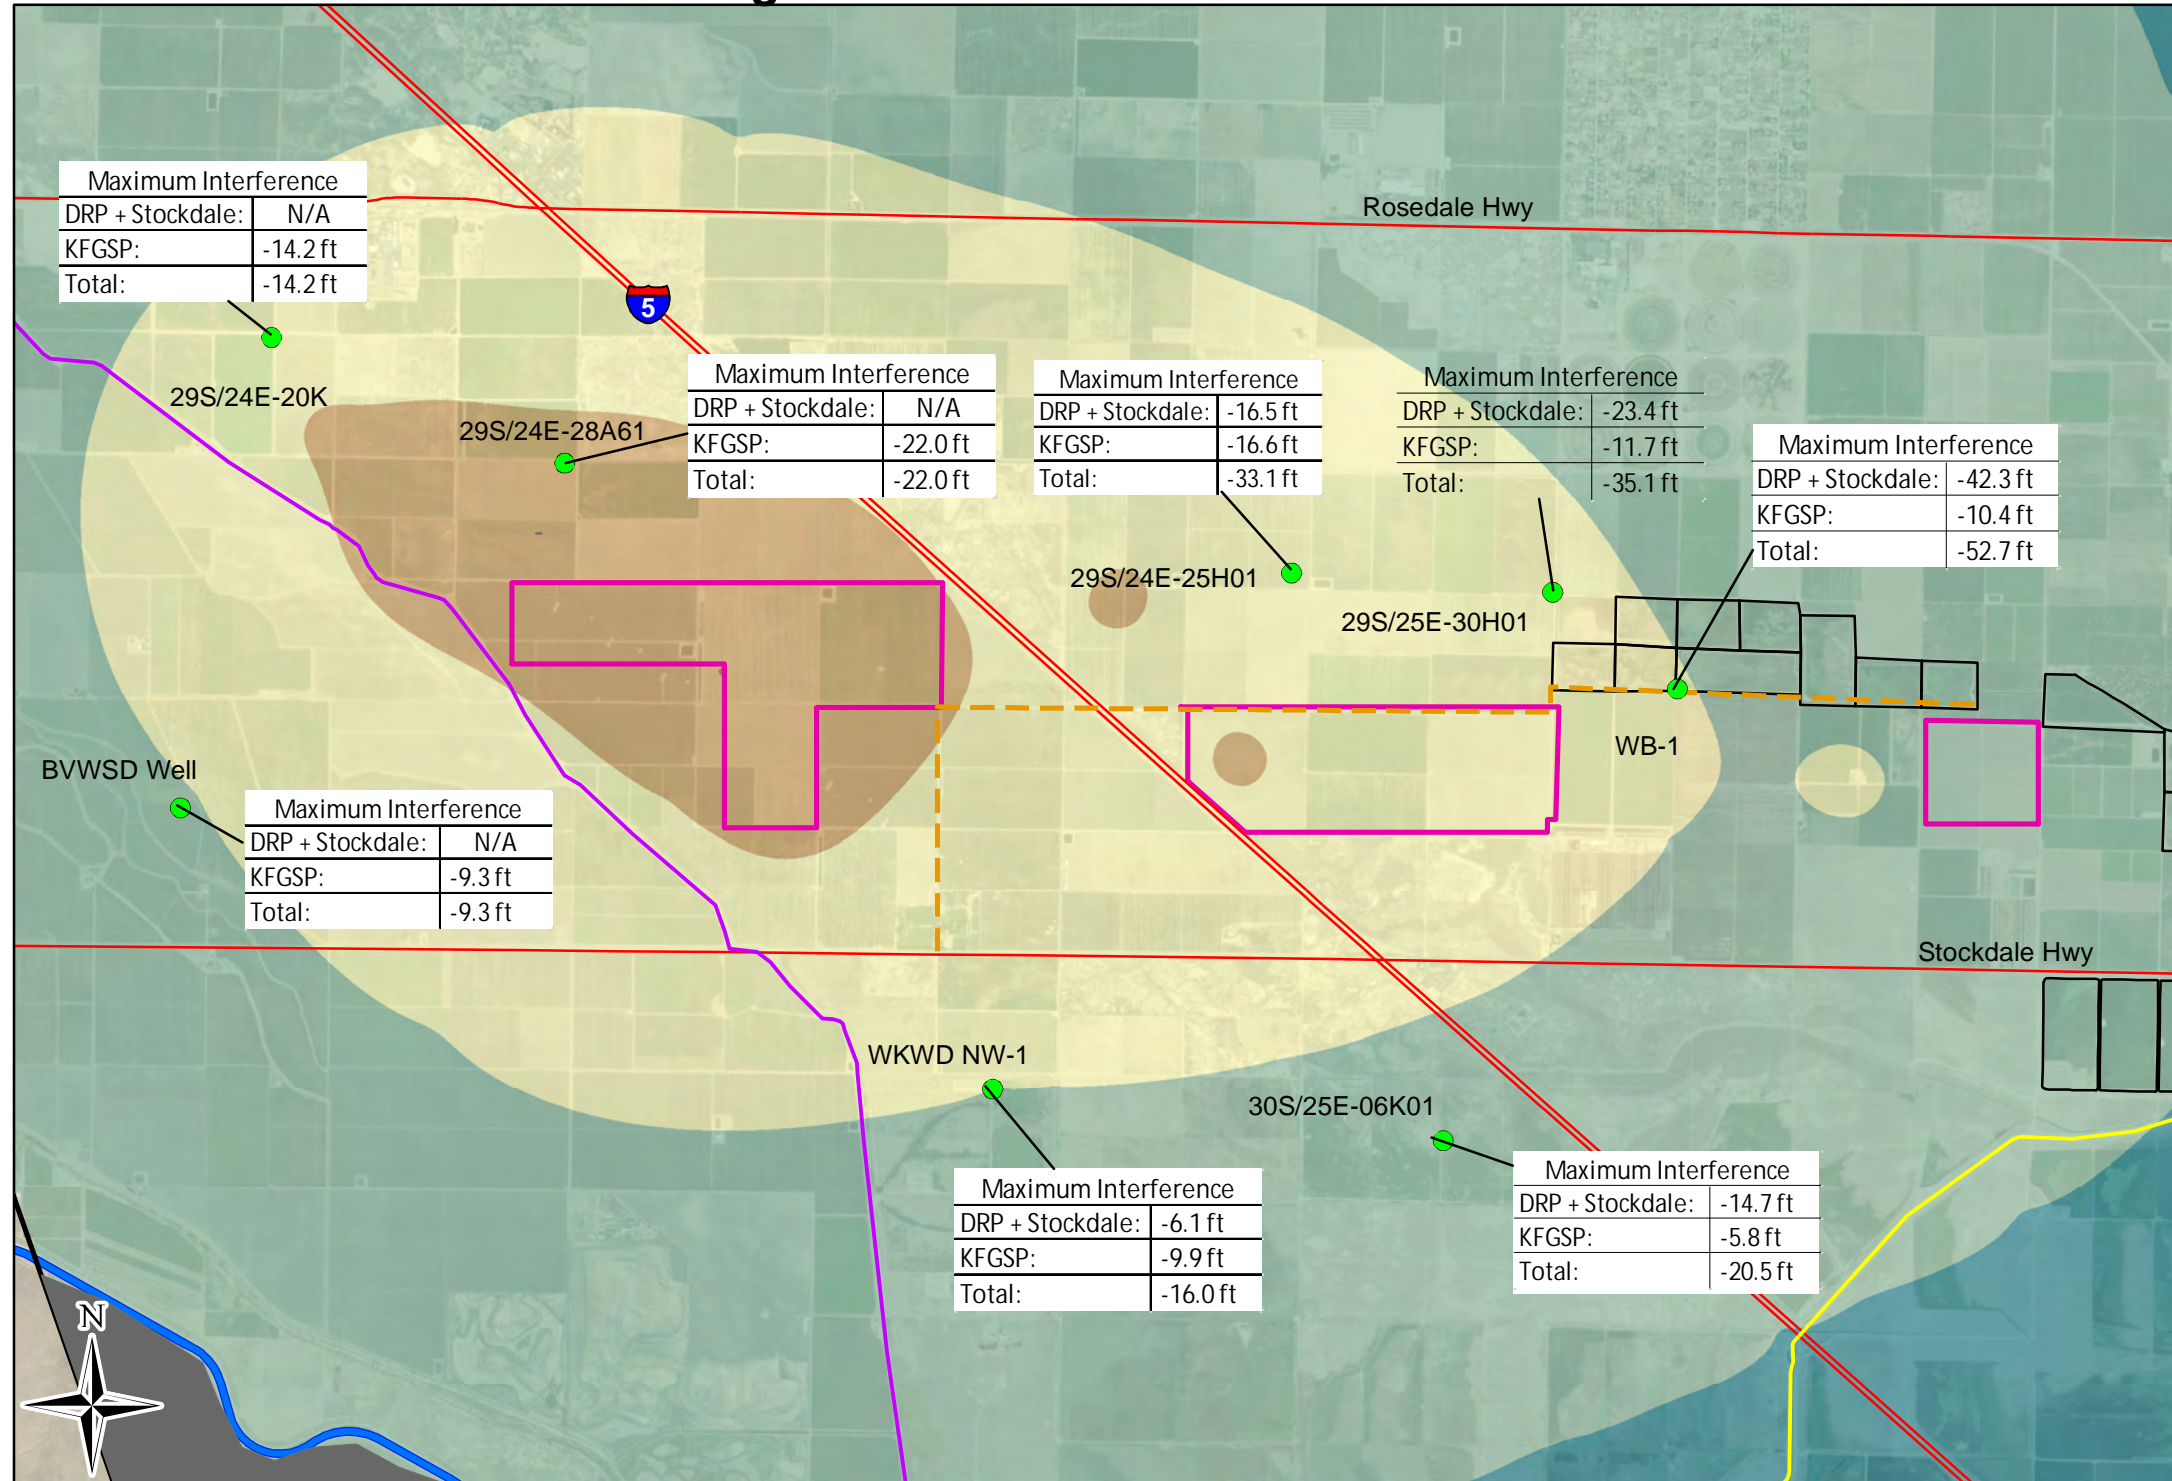 g
Rosedale Hwy
Maximum Interference
DRP + Stockdale: N/A
KFGSP: -14.2 ft
Total: -14.2 ft
5
29S/24E-20K
29S/24E-28A61
Maximum Interference
DRP + Stockdale: N/A
KFGSP: -22.0 ft
Total: -22.0 ft
Maximum Interference
DRP + Stockdale: -16.5 ft
KFGSP: -16.6 ft
Total: -33.1 ft
Maximum Interference
DRP + Stockdale: -23.4 ft
KFGSP: -11.7 ft
Total: -35.1 ft
Maximum Interference
DRP + Stockdale: -42.3 ft
KFGSP: -10.4 ft
Total: -52.7 ft
29S/24E-25H01
29S/25E-30H01
WB-1
BVWSD Well
Maximum Interference
DRP + Stockdale: N/A
KFGSP: -9.3 ft
Total: -9.3 ft
Stockdale Hwy
WKWD NW-1
30S/25E-06K01
Maximum Interference
DRP + Stockdale: -6.1 ft
KFGSP: -9.9 ft
Total: -16.0 ft
Maximum Interference
DRP + Stockdale: -14.7 ft
KFGSP: -5.8 ft
Total: -20.5 ft
N